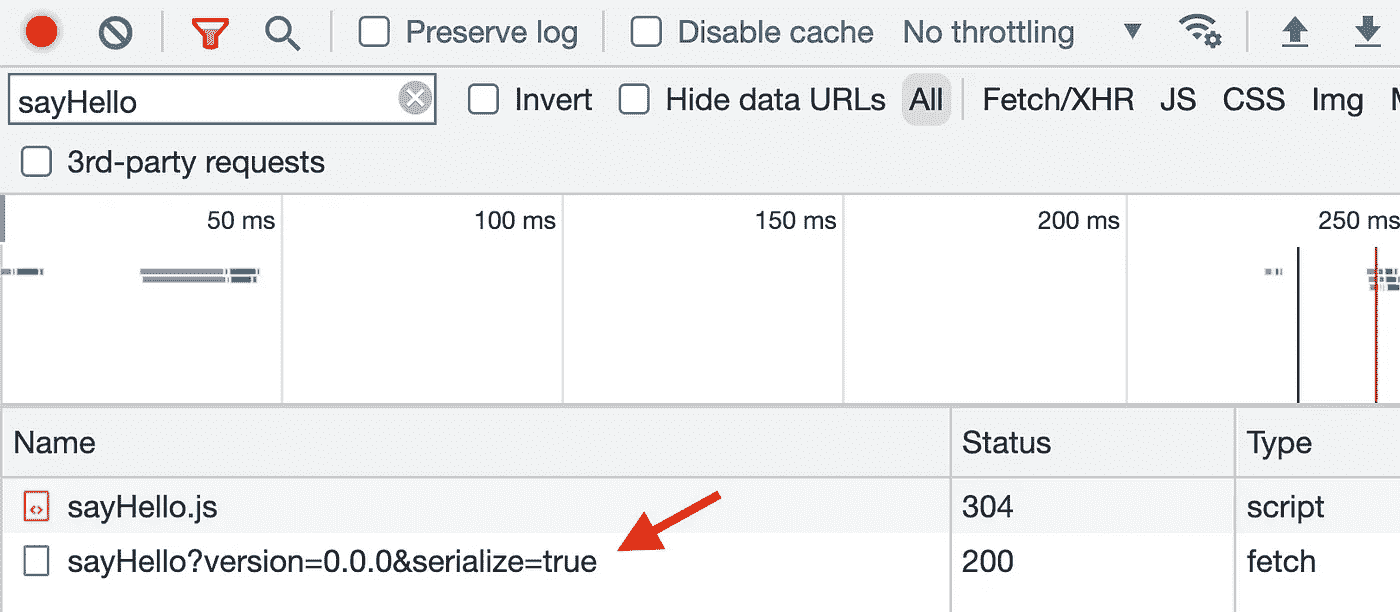 Preserve log Disable cache No throttling
sayHello Invert Hide data URLs All Fetch/XHR JS CSS Img
3rd-party requests
50 ms 100 ms 150 ms 200 ms 250 ms
Name Status Type
sayHello.js 304 script
sayHello?version=0.0.0&serialize=true 200 fetch